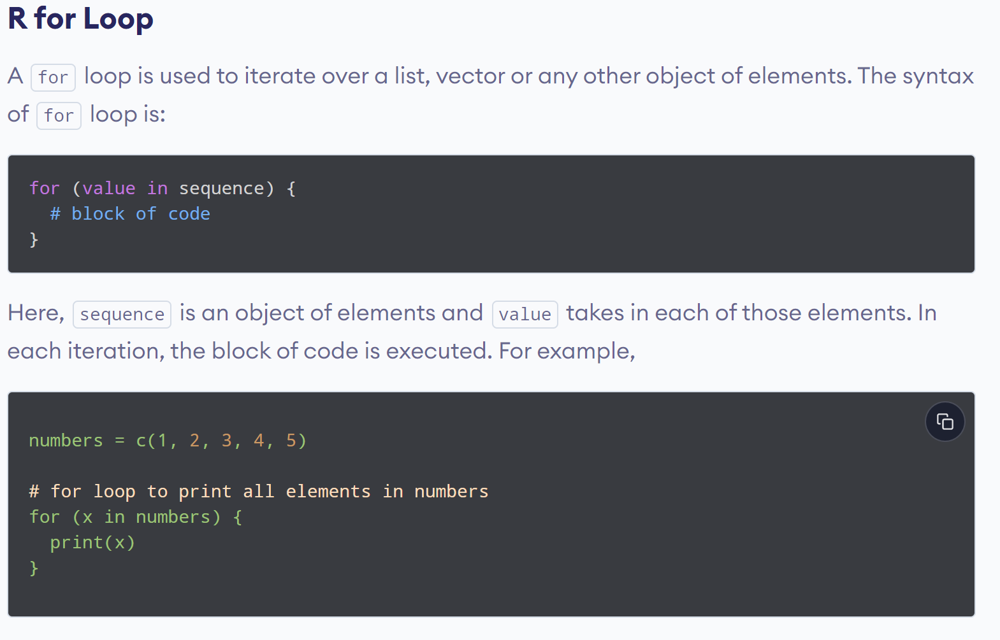 R for Loop
A for loop is used to iterate over a list, vector or any other object of elements. The syntax
of for loop is:
for (value in sequence) {
  # block of code
}
Here, sequence is an object of elements and value takes in each of those elements. In
each iteration, the block of code is executed. For example,
numbers = c(1, 2, 3, 4, 5)
# for loop to print all elements in numbers
for (x in numbers) {
  print(x)
}